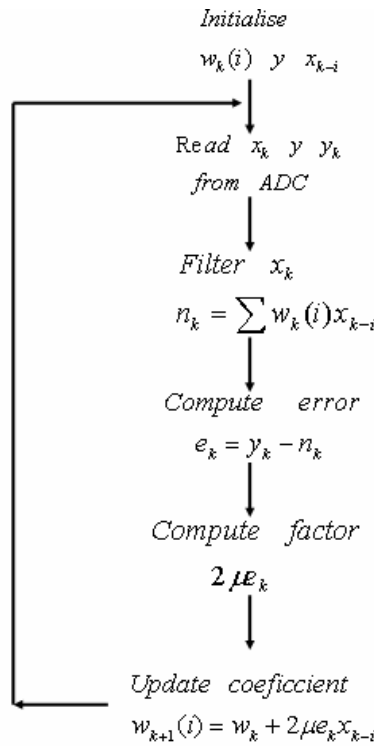 Initialise
w_k(i) y x_{k-i}
Read x_k y y_k
from ADC
Filter x_k
n_k = ∑ w_k(i)x_{k-i}
Compute error
e_k = y_k − n_k
Compute factor
2μe_k
Update coeficcient
w_{k+1}(i) = w_k + 2μe_k x_{k-i}